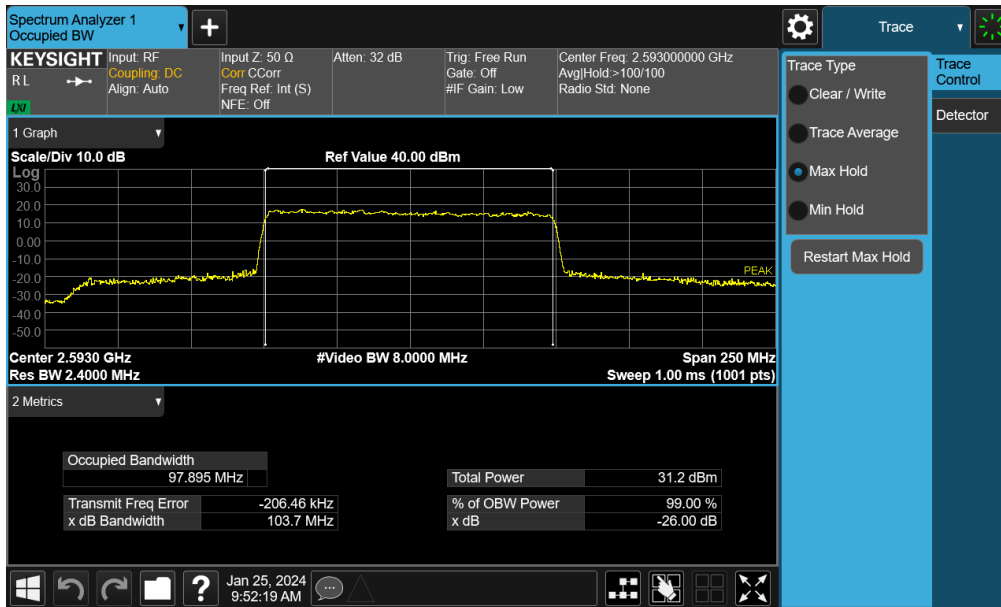 Spectrum Analyzer 1
Occupied BW
+
Trace
KEYSIGHT
R L
LXI
Input: RF
Coupling: DC
Align: Auto
Input Z: 50 Ω
Corr CCorr
Freq Ref: Int (S)
NFE: Off
Atten: 32 dB
Trig: Free Run
Gate: Off
#IF Gain: Low
Center Freq: 2.593000000 GHz
Avg|Hold:>100/100
Radio Std: None
Trace Type
Clear / Write
Trace Average
Max Hold
Min Hold
Restart Max Hold
Trace
Control
Detector
1 Graph
Scale/Div 10.0 dB
Ref Value 40.00 dBm
Log
30.0
20.0
10.0
0.00
-10.0
-20.0
-30.0
-40.0
-50.0
PEAK
Center 2.5930 GHz
#Video BW 8.0000 MHz
Span 250 MHz
Res BW 2.4000 MHz
Sweep 1.00 ms (1001 pts)
2 Metrics
Occupied Bandwidth
97.895 MHz
Total Power 31.2 dBm
Transmit Freq Error -206.46 kHz
% of OBW Power 99.00 %
x dB Bandwidth 103.7 MHz
x dB -26.00 dB
?
Jan 25, 2024
9:52:19 AM